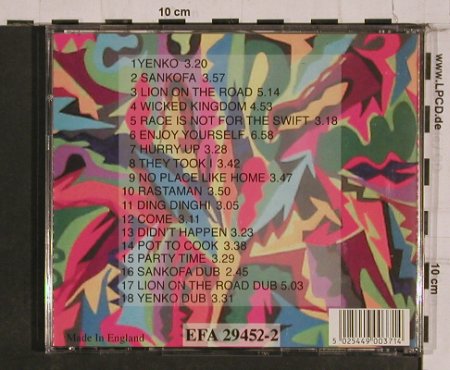 10 cm
1 YENKO 3.20
2 SANKOFA 3.57
3 LION ON THE ROAD 5.14
4 WICKED KINGDOM 4.53
5 RACE IS NOT FOR THE SWIFT 3.18
6 ENJOY YOURSELF 6.58
7 HURRY UP 3.28
8 THEY TOOK I 3.42
9 NO PLACE LIKE HOME 3.47
10 RASTAMAN 3.50
11 DING DINGHI 3.05
12 COME 3.11
13 DIDN'T HAPPEN 3.23
14 POT TO COOK 3.38
15 PARTY TIME 3.29
16 SANKOFA DUB 2.45
17 LION ON THE ROAD DUB 5.03
18 YENKO DUB 3.31
Made In England
EFA 29452-2
5 025449 003714
www.LPCD.de
10 cm